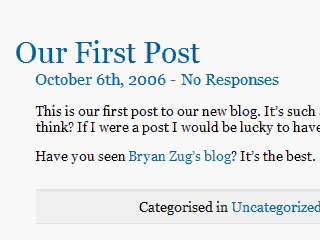 Our First Post
October 6th, 2006 - No Responses
This is our first post to our new blog. It's such
think? If I were a post I would be lucky to have
Have you seen Bryan Zug's blog? It's the best.
Categorised in Uncategorized